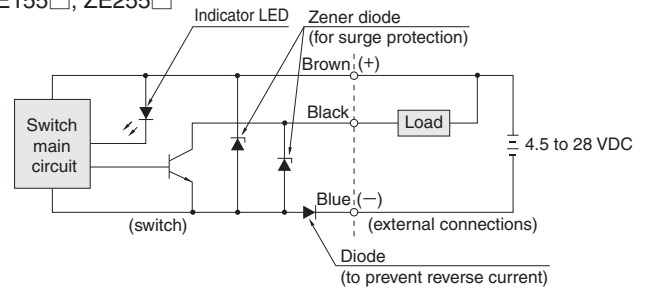 E155□, ZE255□
Indicator LED
Zener diode
(for surge protection)
Brown (+)
Black
Switch
main
circuit
Load
4.5 to 28 VDC
Blue (−)
(switch)
(external connections)
Diode
(to prevent reverse current)